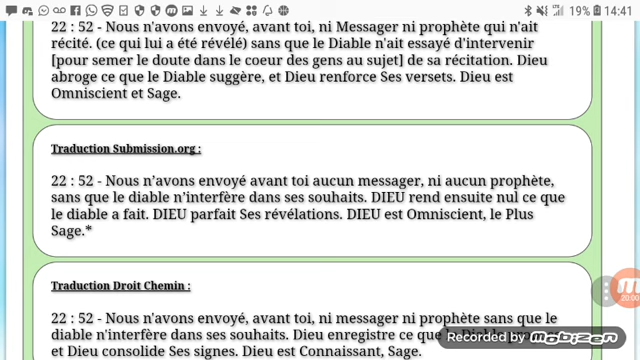 19% 14:41
22 : 52 - Nous n'avons envoyé, avant toi, ni Messager ni prophète qui n'ait
récité. (ce qui lui a été révélé) sans que le Diable n'ait essayé d'intervenir
[pour semer le doute dans le coeur des gens au sujet] de sa récitation. Dieu
abroge ce que le Diable suggère, et Dieu renforce Ses versets. Dieu est
Omniscient et Sage.
Traduction Submission.org :
22 : 52 - Nous n’avons envoyé avant toi aucun messager, ni aucun prophète,
sans que le diable n’interfère dans ses souhaits. DIEU rend ensuite nul ce que
le diable a fait. DIEU parfait Ses révélations. DIEU est Omniscient, le Plus
Sage.*
Traduction Droit Chemin :
22 : 52 - Nous n'avons envoyé, avant toi, ni messager ni prophète sans que le
diable n'interfère dans ses souhaits. Dieu enregistre ce que
et Dieu consolide Ses signes. Dieu est Connaissant, Sage.
20:00
Recorded by mobizen